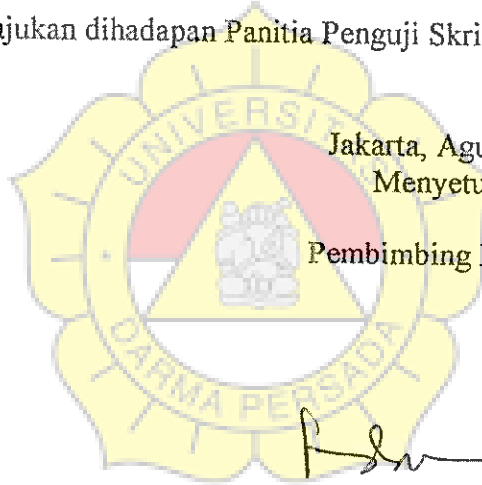 ajukan dihadapan Panitia Penguji Skri
UNIVERSITAS
Jakarta, Agu
Menyetu
Pembimbing
DARMA PERSADA